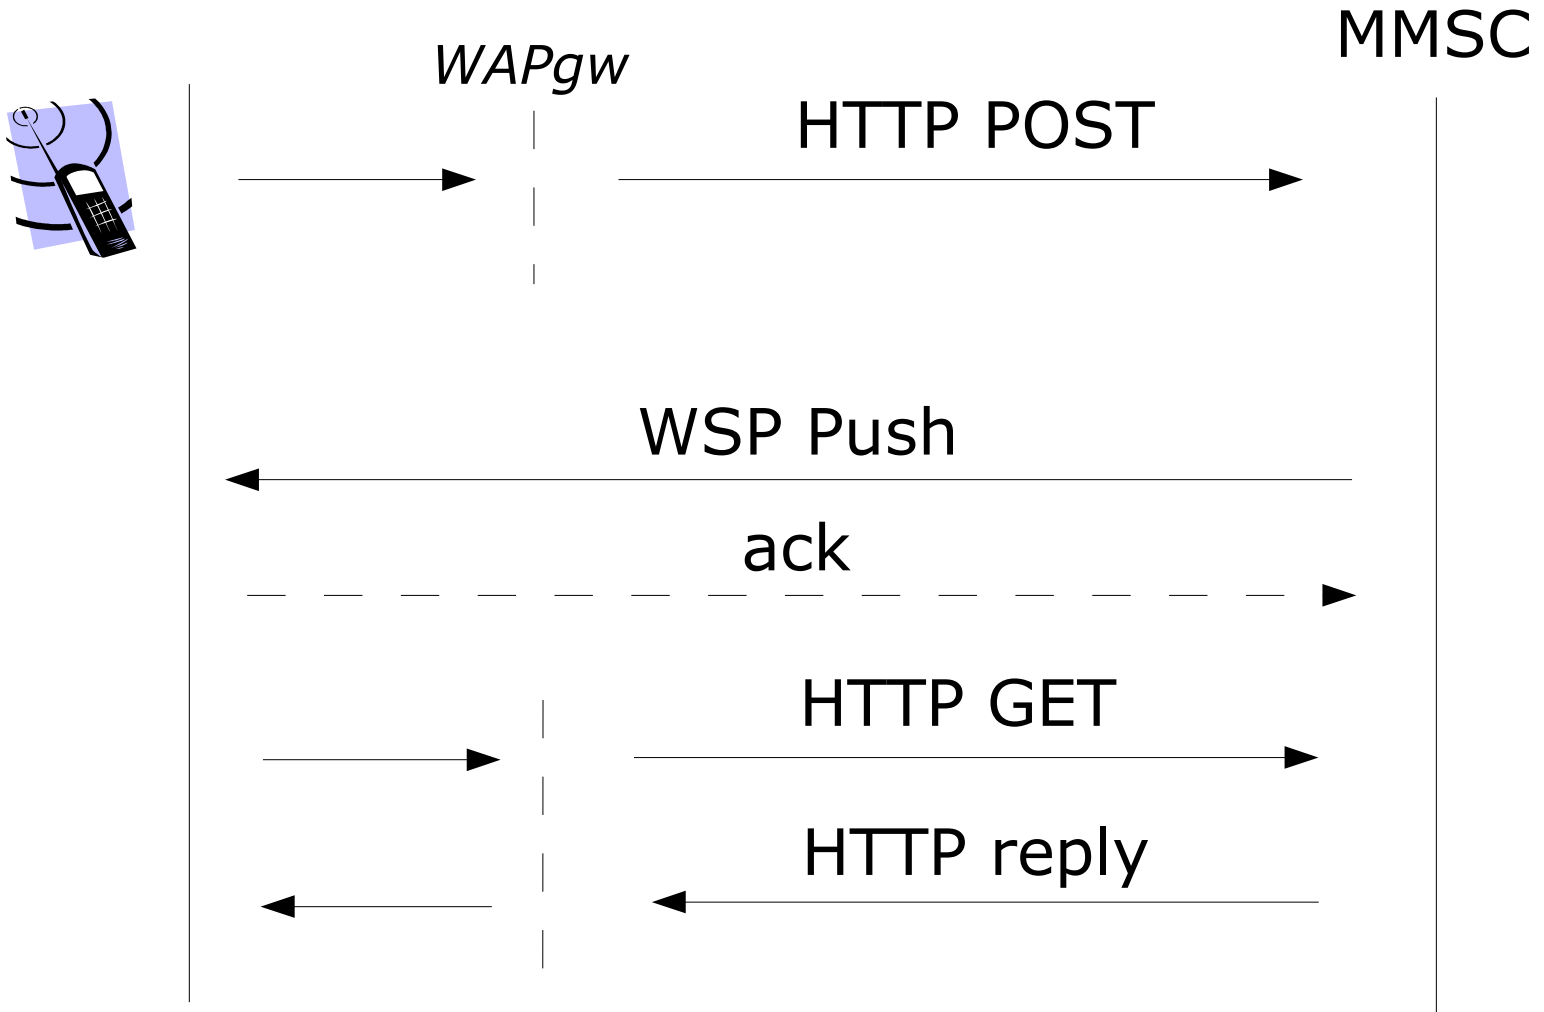 MMSC
WAPgw
HTTP POST
WSP Push
ack
HTTP GET
HTTP reply